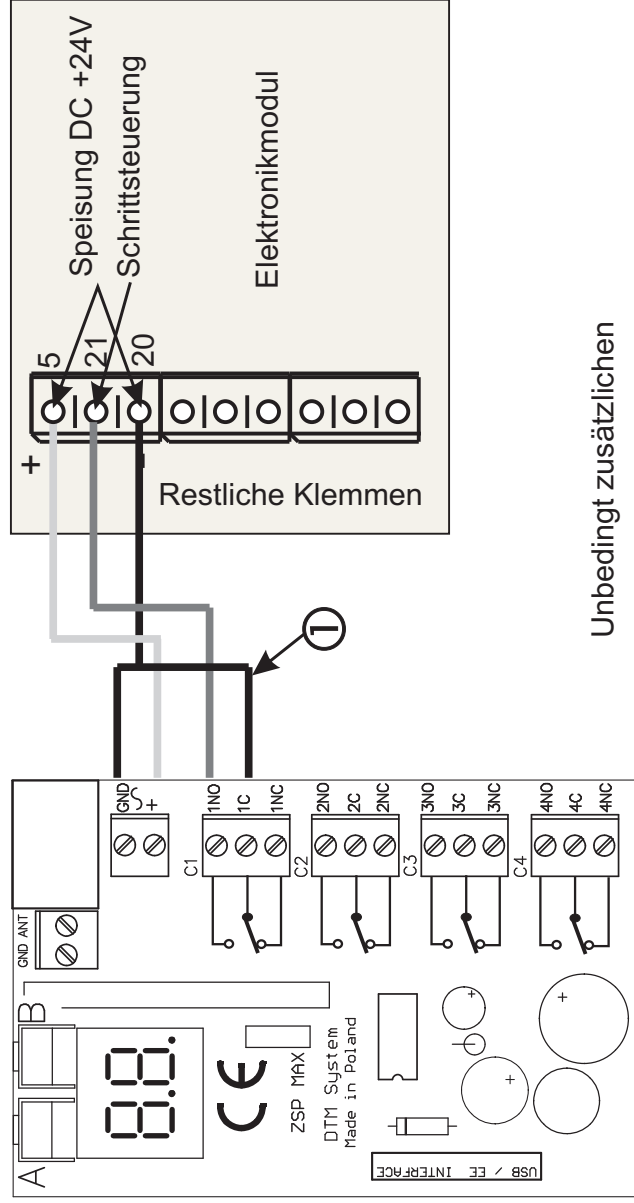 Speisung DC +24V
Schrittsteuerung
Elektronikmodul
5
21
20
+
-
Restliche Klemmen
1
Unbedingt zusätzlichen
GND ANT
GND
+
C1
1NO
1C
1NC
C2
2NO
2C
2NC
C3
3NO
3C
3NC
C4
4NO
4C
4NC
A
B
88.
CE
ZSP MAX
DTM System
Made in Poland
+
+
+
USB / EE INTERFACE